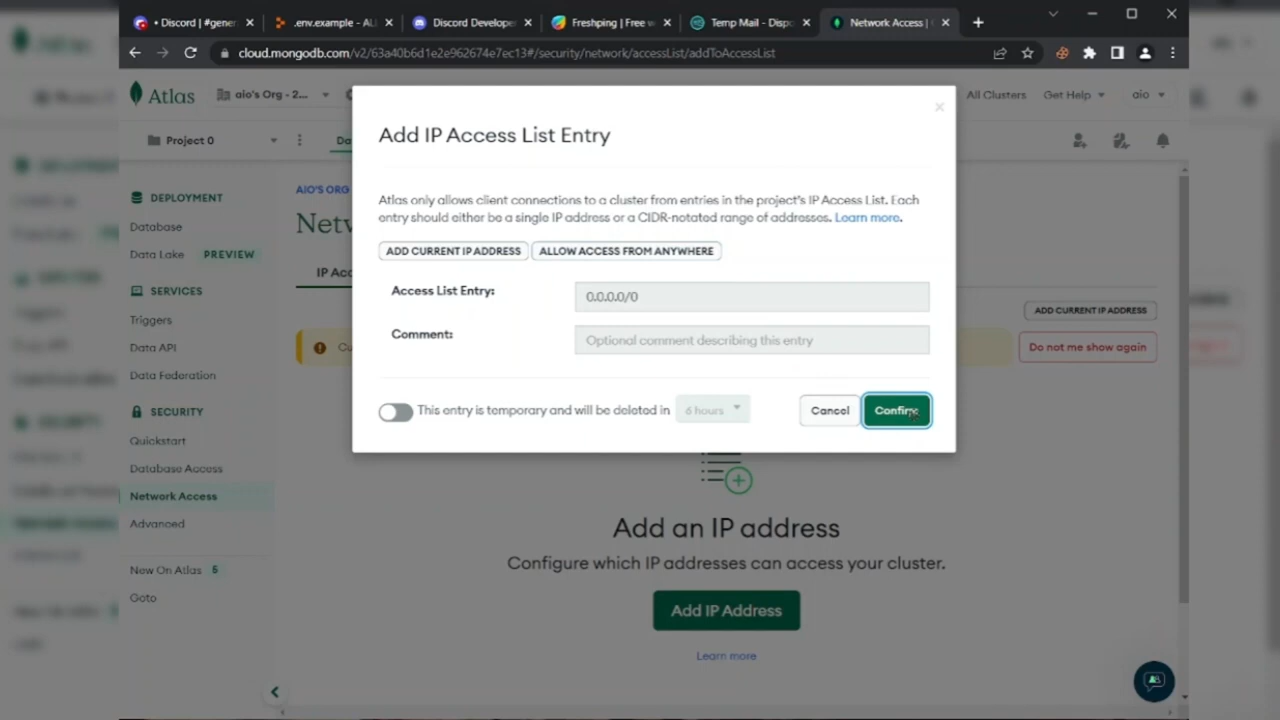 • Discord | #gener
.env.example - AL
Discord Develope
Freshping | Free w
Temp Mail - Dispo
Network Access |
cloud.mongodb.com/v2/63a40b6d1e2e962674e7ec13#/security/network/accessList/addToAccessList
Atlas
aio's Org - 2...
All Clusters
Get Help
aio
Project 0
Da
DEPLOYMENT
Database
Data Lake
PREVIEW
SERVICES
Triggers
Data API
Data Federation
SECURITY
Quickstart
Database Access
Network Access
Advanced
New On Atlas 5
Goto
AIO'S ORG
Netw
IP Acc
Cu
ADD CURRENT IP ADDRESS
Do not me show again
Add IP Access List Entry
Atlas only allows client connections to a cluster from entries in the project's IP Access List. Each
entry should either be a single IP address or a CIDR-notated range of addresses. Learn more.
ADD CURRENT IP ADDRESS
ALLOW ACCESS FROM ANYWHERE
Access List Entry:
0.0.0.0/0
Comment:
Optional comment describing this entry
This entry is temporary and will be deleted in
6 hours
Cancel
Confirm
Add an IP address
Configure which IP addresses can access your cluster.
Add IP Address
Learn more